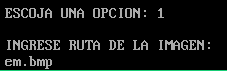 ESCOJA UNA OPCION: 1
INGRESE RUTA DE LA IMAGEN:
em.bmp